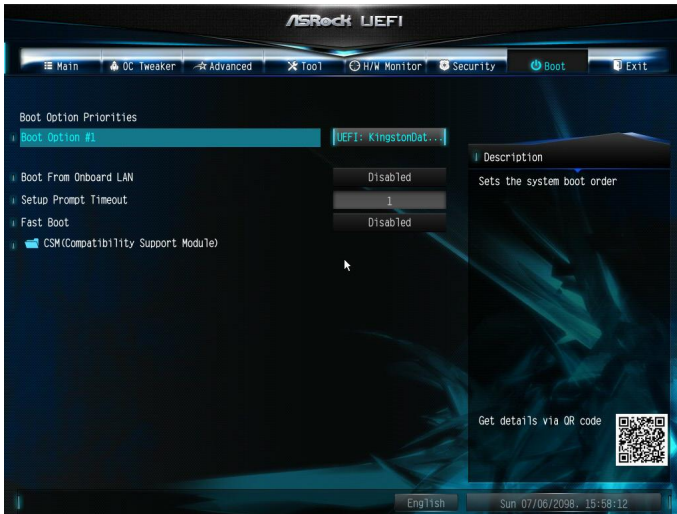 ASRock UEFI
Main OC Tweaker Advanced Tool H/W Monitor Security Boot Exit
Boot Option Priorities
Boot Option #1 UEFI: KingstonDat...
Boot From Onboard LAN Disabled
Setup Prompt Timeout 1
Fast Boot Disabled
CSM(Compatibility Support Module)
Description
Sets the system boot order
Get details via QR code
English Sun 07/06/2098. 15:58:12